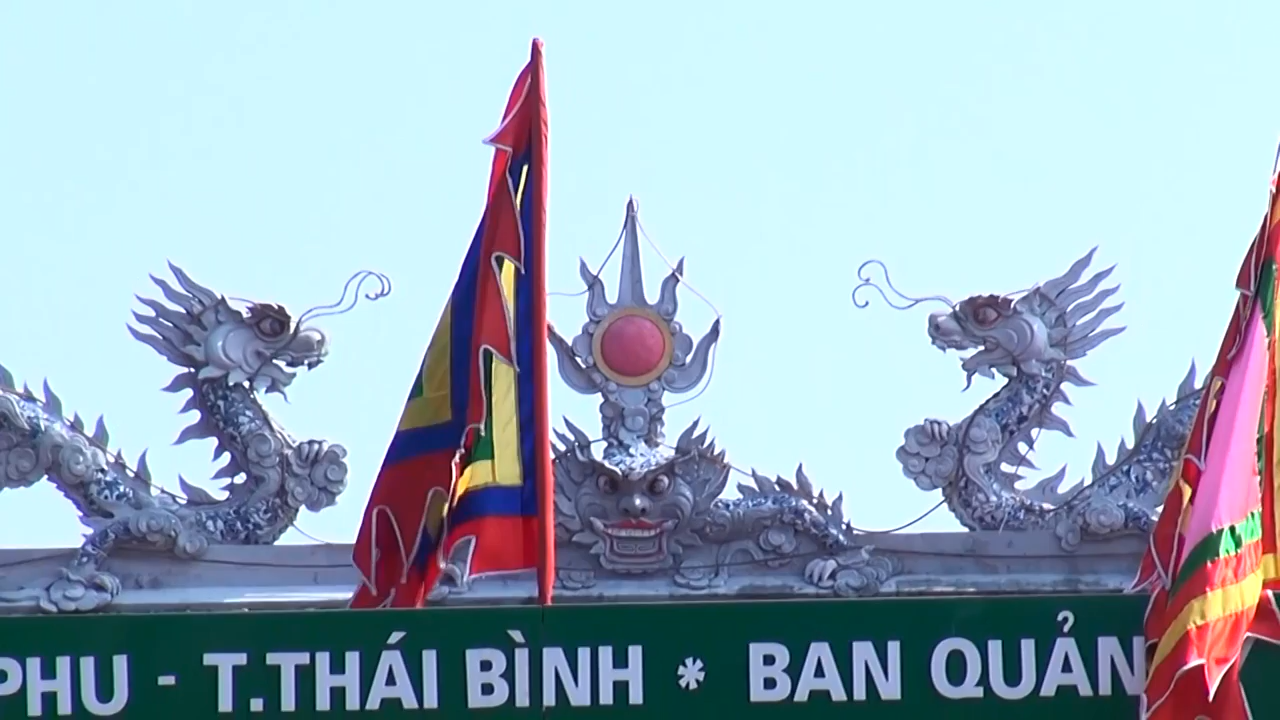 PHU - T.THÁI BÌNH * BAN QUẢN